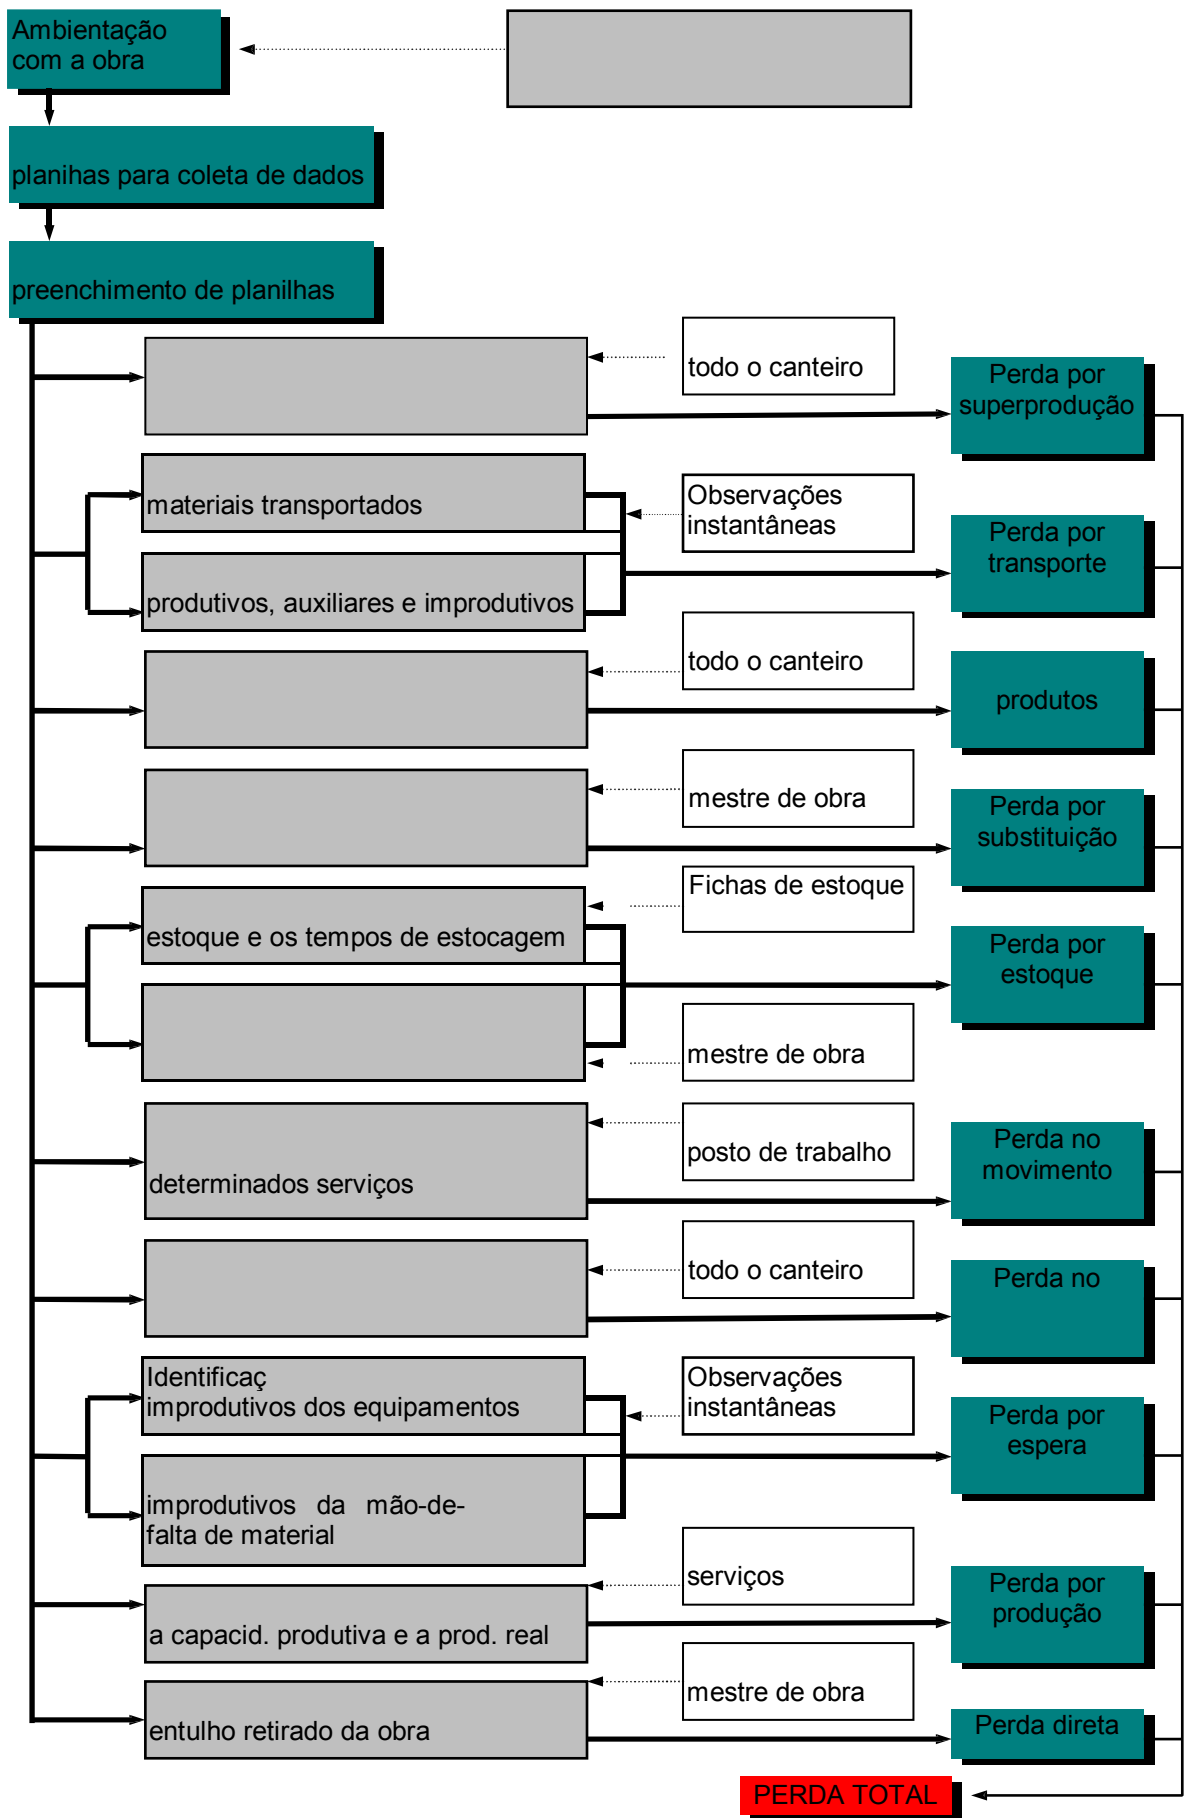 Ambientação
com a obra
planihas para coleta de dados
preenchimento de planilhas
todo o canteiro
Perda por
superprodução
materiais transportados
Observações
instantâneas
Perda por
transporte
produtivos, auxiliares e improdutivos
todo o canteiro
produtos
mestre de obra
Perda por
substituição
Fichas de estoque
estoque e os tempos de estocagem
Perda por
estoque
mestre de obra
posto de trabalho
Perda no
movimento
determinados serviços
todo o canteiro
Perda no
Identificaç
improdutivos dos equipamentos
Observações
instantâneas
Perda por
espera
improdutivos da mão-de-
falta de material
serviços
Perda por
produção
a capacid. produtiva e a prod. real
mestre de obra
entulho retirado da obra
Perda direta
PERDA TOTAL